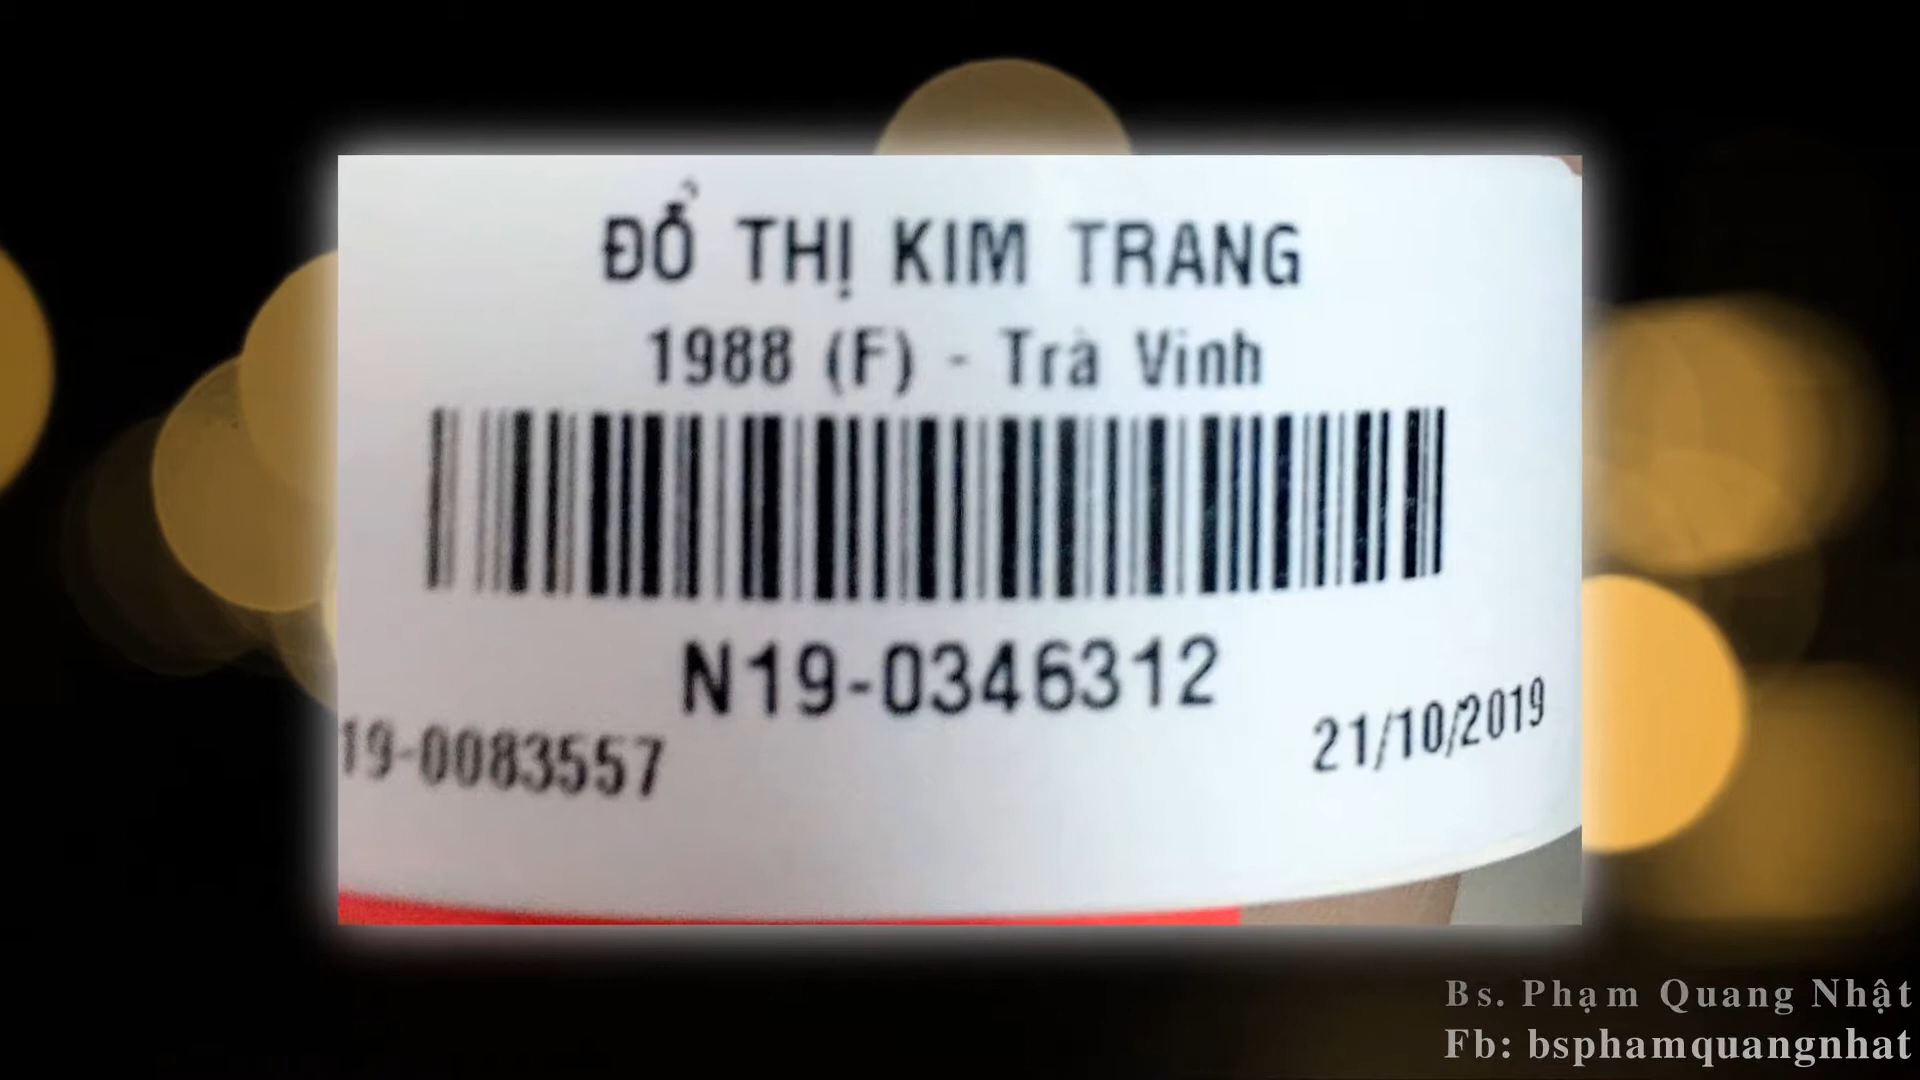 ĐỔ THỊ KIM TRANG
1988 (F) - Trà Vinh
N19-0346312
19-0083557
21/10/2019
Bs. Phạm Quang Nhật
Fb: bsphamquangnhat